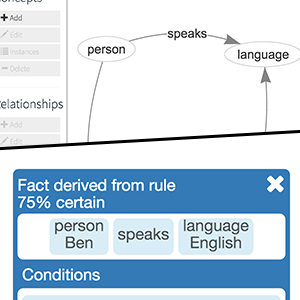 oncepts
+ Add
Edit
Instances
Delete
elationships
+ Add
Edit
speaks
person
language
Fact derived from rule
75% certain
person
Ben
speaks
language
English
Conditions